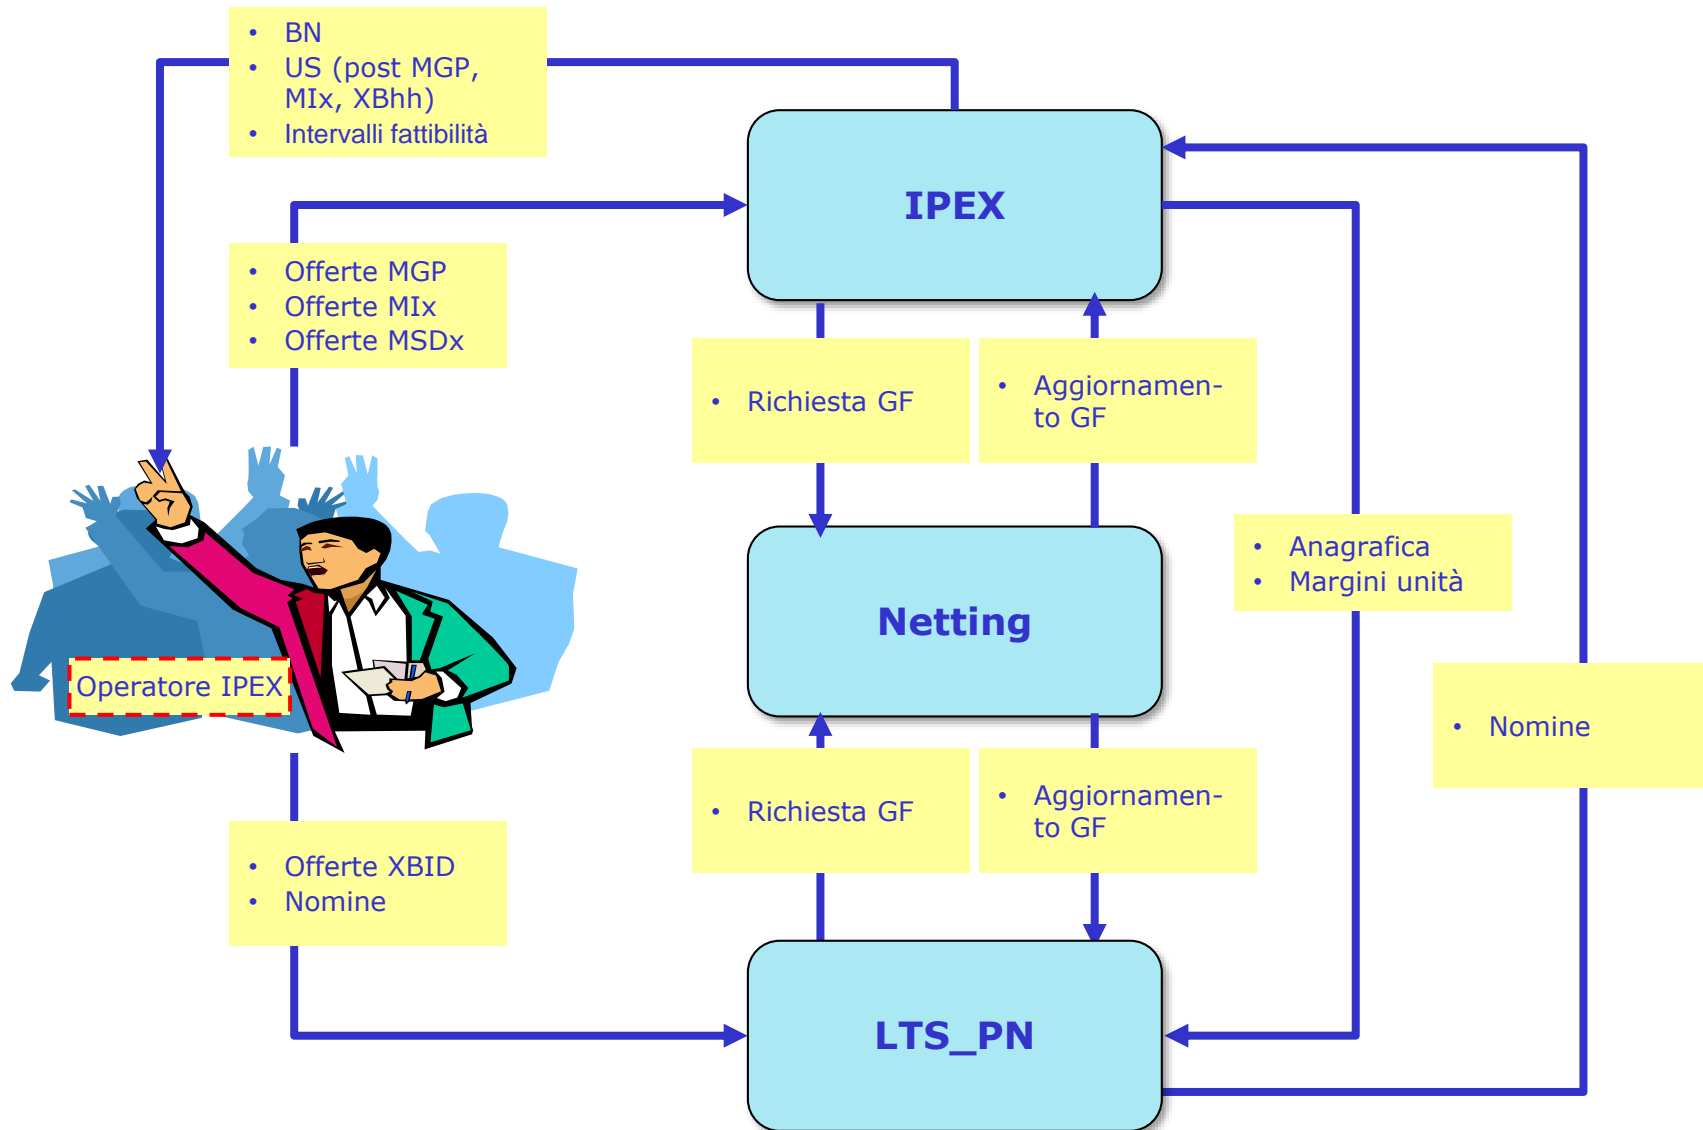 • BN
• US (post MGP,
MIx, XBhh)
• Intervalli fattibilità
IPEX
• Offerte MGP
• Offerte MIx
• Offerte MSDx
• Richiesta GF
• Aggiornamen-
to GF
• Anagrafica
• Margini unità
Netting
Operatore IPEX
• Nomine
• Richiesta GF
• Aggiornamen-
to GF
• Offerte XBID
• Nomine
LTS_PN